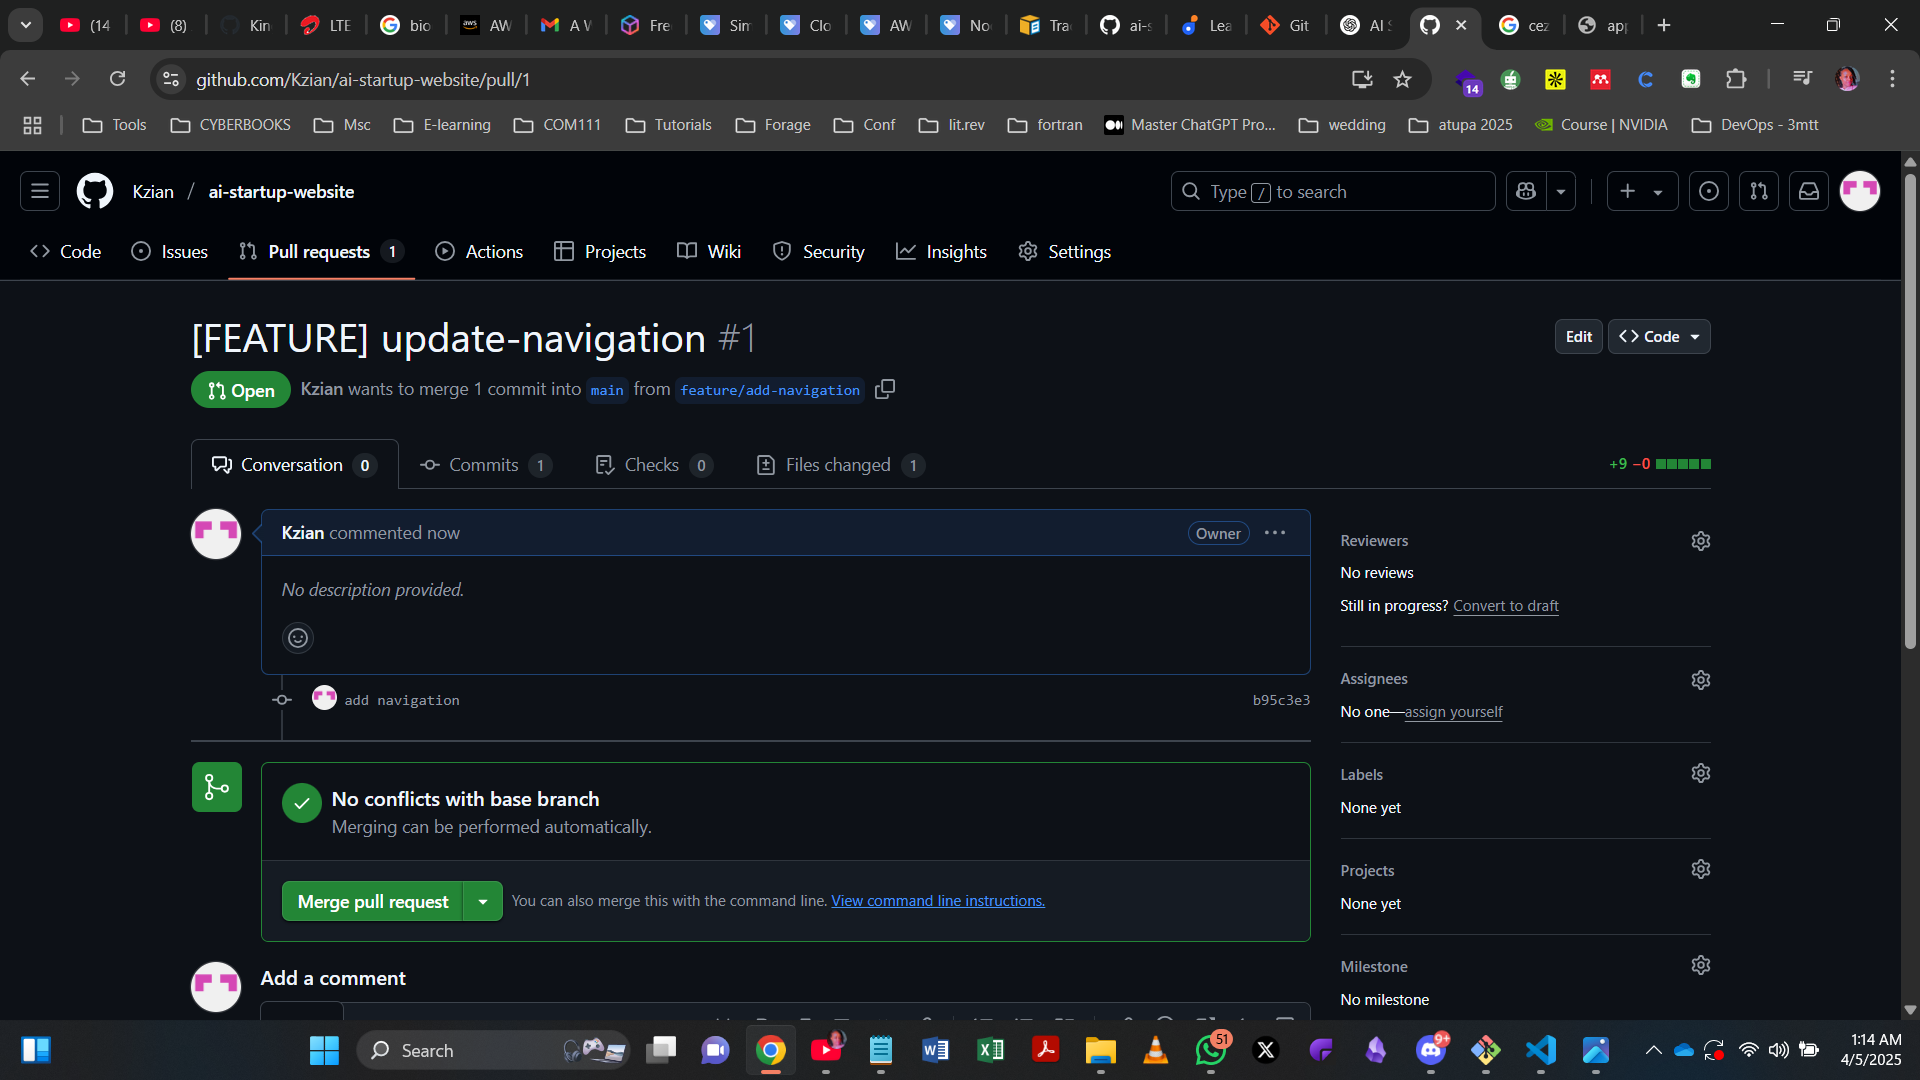 (14
(8)
Kin
LTE
bio
AW
A W
Fre
Sim
Clo
AW
No
Tra
ai-s
Lea
Git
AI S
cez
app
github.com/Kzian/ai-startup-website/pull/1
14
Tools
CYBERBOOKS
Msc
E-learning
COM111
Tutorials
Forage
Conf
lit.rev
fortran
Master ChatGPT Pro...
wedding
atupa 2025
Course | NVIDIA
DevOps - 3mtt
Kzian / ai-startup-website
Type / to search
Code
Issues
Pull requests 1
Actions
Projects
Wiki
Security
Insights
Settings
[FEATURE] update-navigation #1
Edit
Code
Open
Kzian wants to merge 1 commit into main from feature/add-navigation
Conversation 0
Commits 1
Checks 0
Files changed 1
+9 −0
Kzian commented now
Owner
No description provided.
add navigation
b95c3e3
No conflicts with base branch
Merging can be performed automatically.
Merge pull request
You can also merge this with the command line. View command line instructions.
Add a comment
Reviewers
No reviews
Still in progress? Convert to draft
Assignees
No one—assign yourself
Labels
None yet
Projects
None yet
Milestone
No milestone
Search
51
9+
1:14 AM
4/5/2025